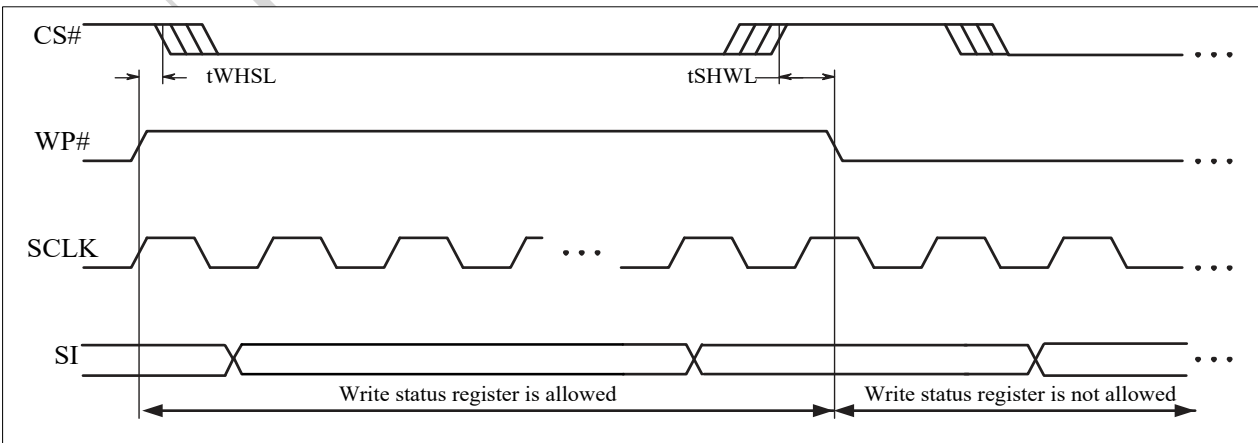 CS#
tWHSL
tSHWL
WP#
SCLK
SI
Write status register is allowed
Write status register is not allowed